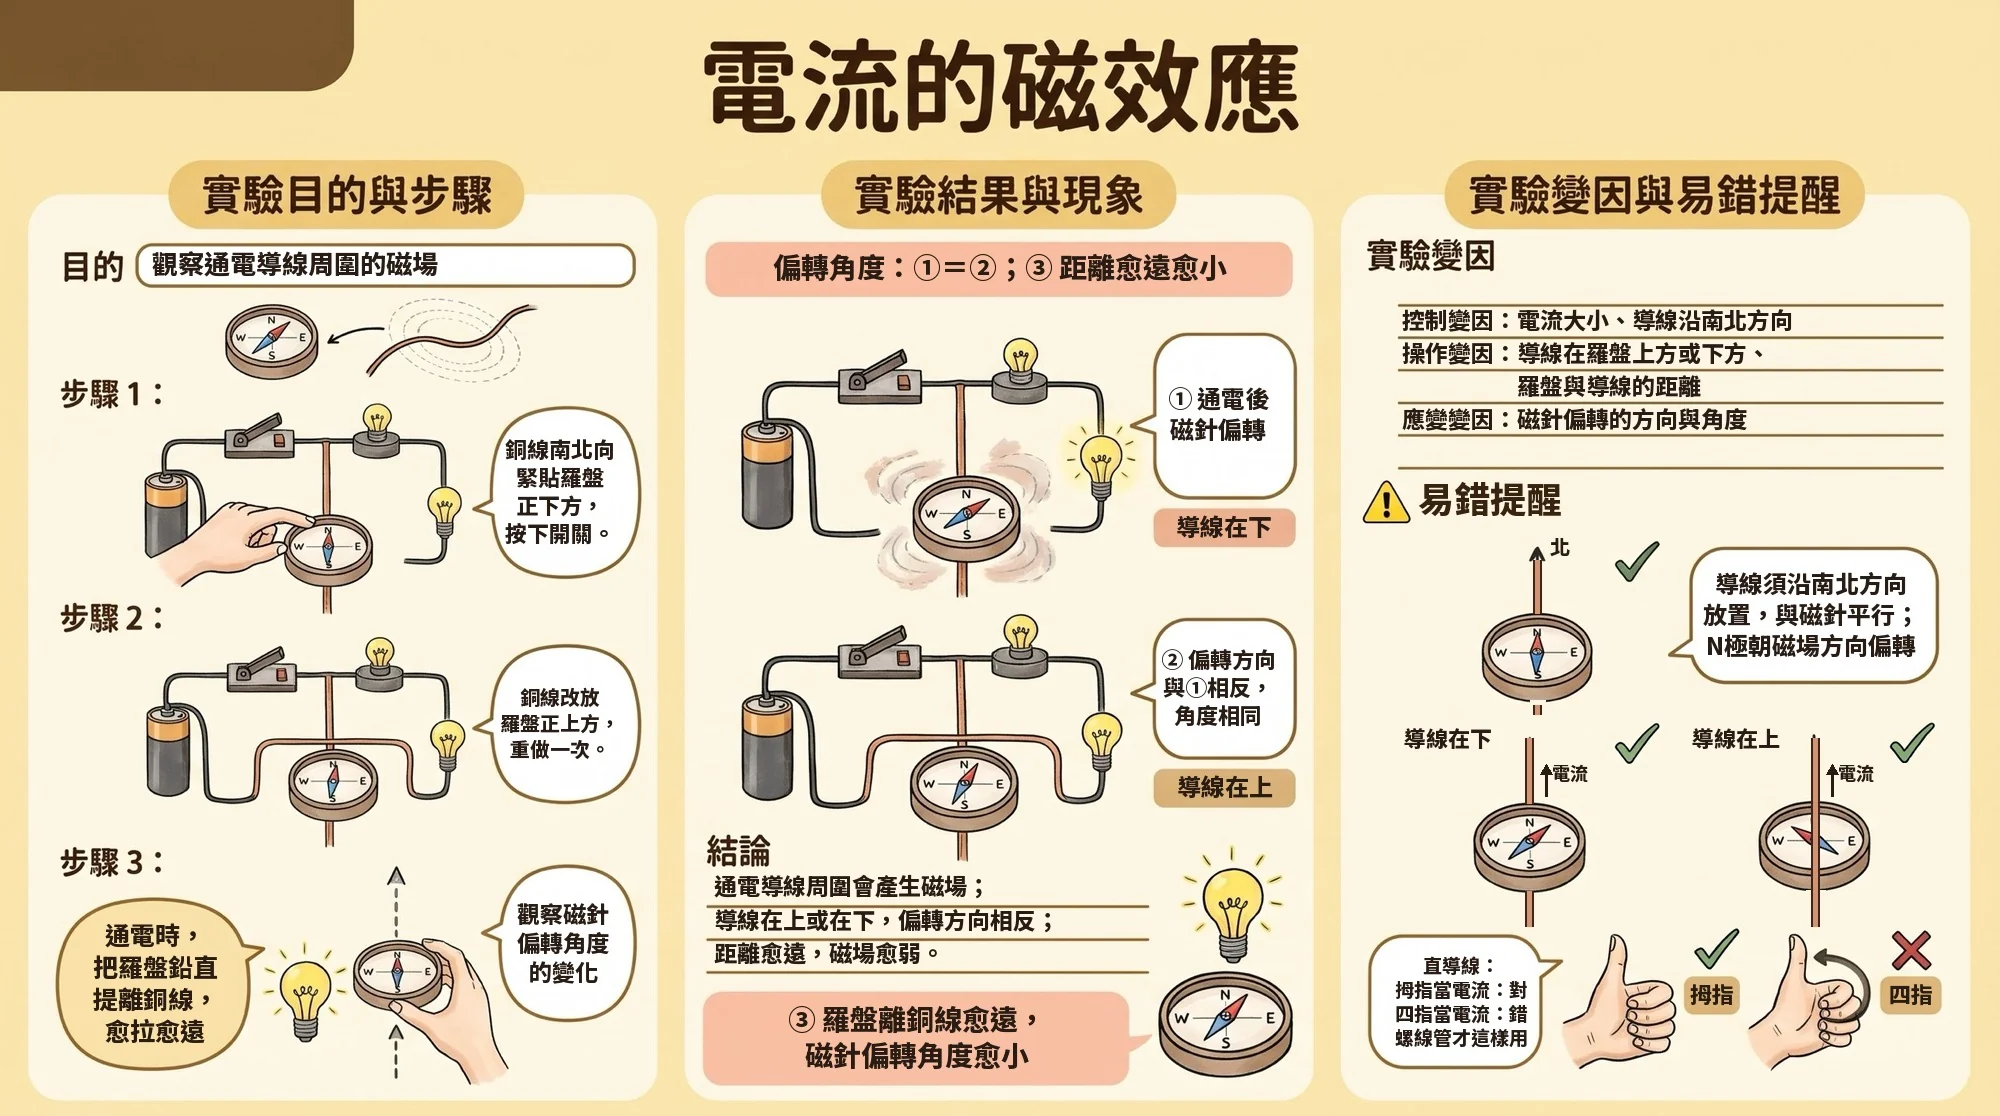 電流的磁效應
實驗目的與步驟
目的 觀察通電導線周圍的磁場
N
W E
S
步驟 1：
銅線南北向
緊貼羅盤
正下方，
按下開關。
N
W E
S
步驟 2：
銅線改放
羅盤正上方，
重做一次。
N
W E
S
步驟 3：
通電時，
把羅盤鉛直
提離銅線，
愈拉愈遠
N
W E
S
觀察磁針
偏轉角度
的變化
實驗結果與現象
偏轉角度：①＝②；③ 距離愈遠愈小
① 通電後
磁針偏轉
導線在下
N
W E
S
② 偏轉方向
與①相反，
角度相同
導線在上
N
W E
S
結論
通電導線周圍會產生磁場；
導線在上或在下，偏轉方向相反；
距離愈遠，磁場愈弱。
③ 羅盤離銅線愈遠，
磁針偏轉角度愈小
N
W E
S
實驗變因與易錯提醒
實驗變因
控制變因：電流大小、導線沿南北方向
操作變因：導線在羅盤上方或下方、
羅盤與導線的距離
應變變因：磁針偏轉的方向與角度
易錯提醒
北
N
W E
S
導線須沿南北方向
放置，與磁針平行；
N極朝磁場方向偏轉
導線在下
電流
N
W E
S
導線在上
電流
N
W E
S
直導線：
拇指當電流：對
四指當電流：錯
螺線管才這樣用
拇指
四指